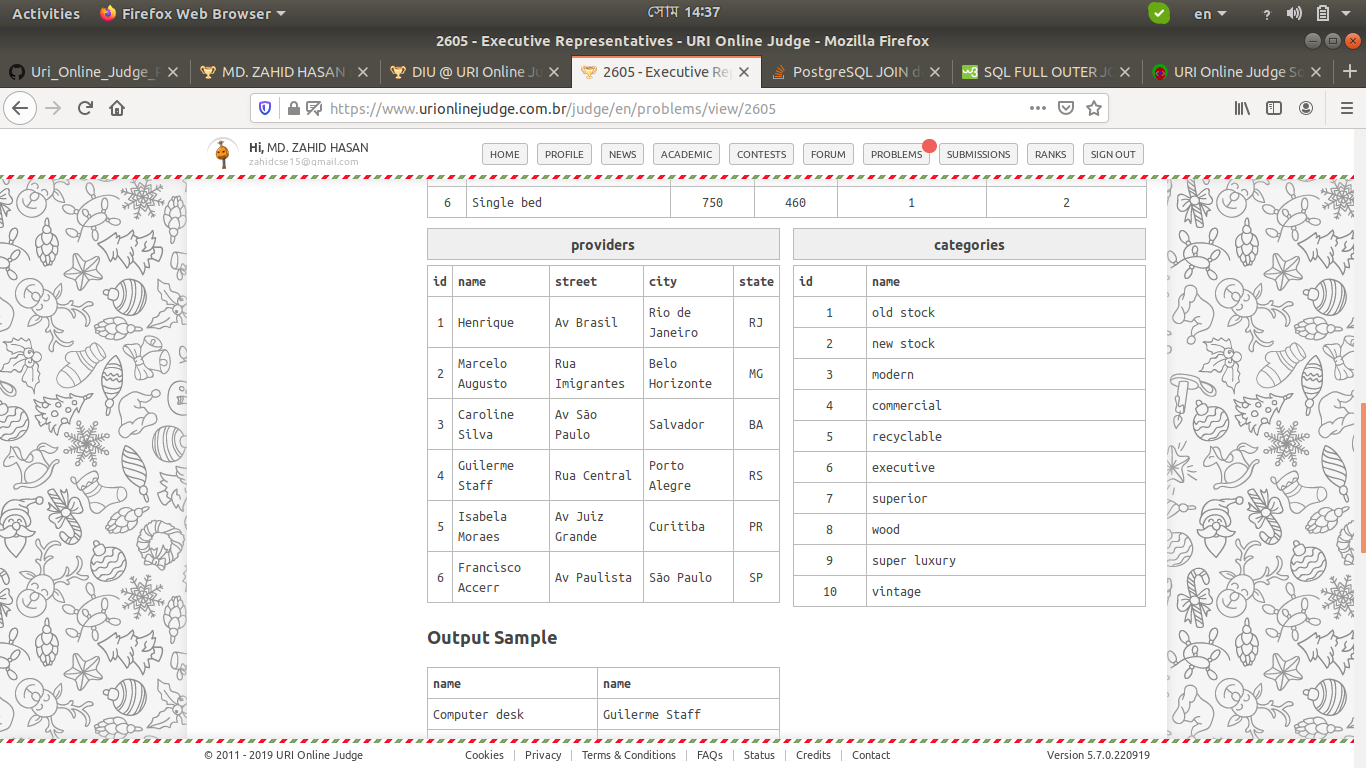 Activities Firefox Web Browser সোম 14:37 en ?
2605 - Executive Representatives - URI Online Judge - Mozilla Firefox
Uri_Online_Judge_ MD. ZAHID HASAN DIU @ URI Online Ju 2605 - Executive Re PostgreSQL JOIN d SQL FULL OUTER JO URI Online Judge So
https://www.urionlinejudge.com.br/judge/en/problems/view/2605
Hi, MD. ZAHID HASAN
zahidcse15@gmail.com
HOME PROFILE NEWS ACADEMIC CONTESTS FORUM PROBLEMS SUBMISSIONS RANKS SIGN OUT
6 Single bed 750 460 1 2
providers
id name street city state
1 Henrique Av Brasil Rio de Janeiro RJ
2 Marcelo Augusto Rua Imigrantes Belo Horizonte MG
3 Caroline Silva Av São Paulo Salvador BA
4 Guilerme Staff Rua Central Porto Alegre RS
5 Isabela Moraes Av Juiz Grande Curitiba PR
6 Francisco Accerr Av Paulista São Paulo SP
categories
id name
1 old stock
2 new stock
3 modern
4 commercial
5 recyclable
6 executive
7 superior
8 wood
9 super luxury
10 vintage
Output Sample
name name
Computer desk Guilerme Staff
© 2011 - 2019 URI Online Judge Cookies Privacy Terms & Conditions FAQs Status Credits Contact Version 5.7.0.220919